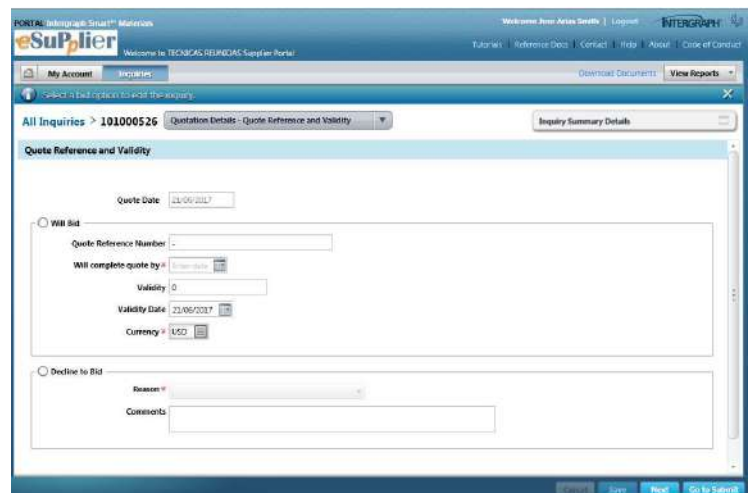 PORTAL Intergraph Smart™ Materials
Welcome Jose Arias Smith | Logout
INTERGRAPH
eSuPplier
Welcome to TECNICAS REUNIDAS Supplier Portal
Tutorials | Reference Docs | Contact | Help | About | Code of Conduct
My Account
Inquiries
Download Documents
View Reports
Select a bid option to edit the inquiry.
All Inquiries > 101000526
Quotation Details - Quote Reference and Validity
Inquiry Summary Details
Quote Reference and Validity
Quote Date 21/06/2017
Will Bid
Quote Reference Number -
Will complete quote by* Enter date
Validity 0
Validity Date 21/06/2017
Currency * USD
Decline to Bid
Reason *
Comments
Cancel Save Next Go to Submit